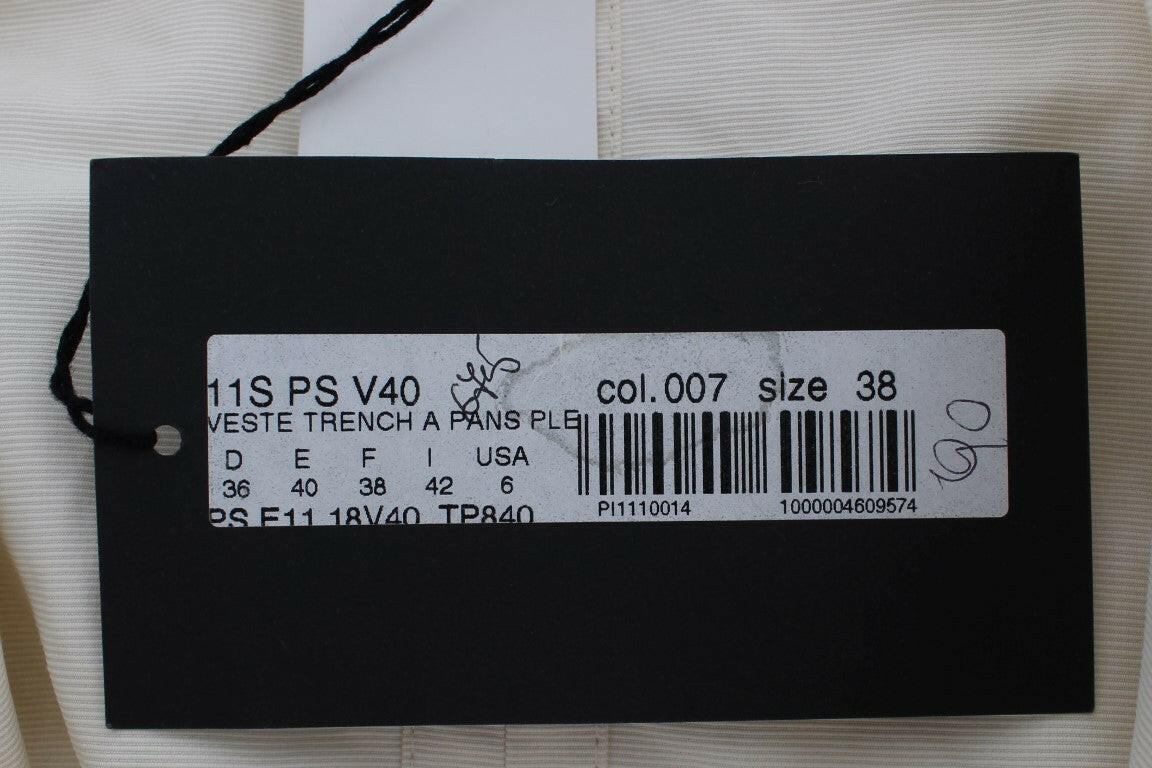 11S PS V40 col. 007 size 38
VESTE TRENCH A PANS PLE
D E F I USA
36 40 38 42 6
PS E11 18V40 TP840
PI1110014 1000004609574